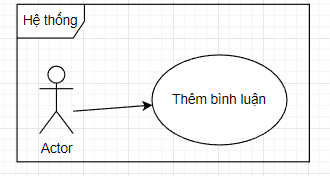 Hệ thống
Thêm bình luận
Actor